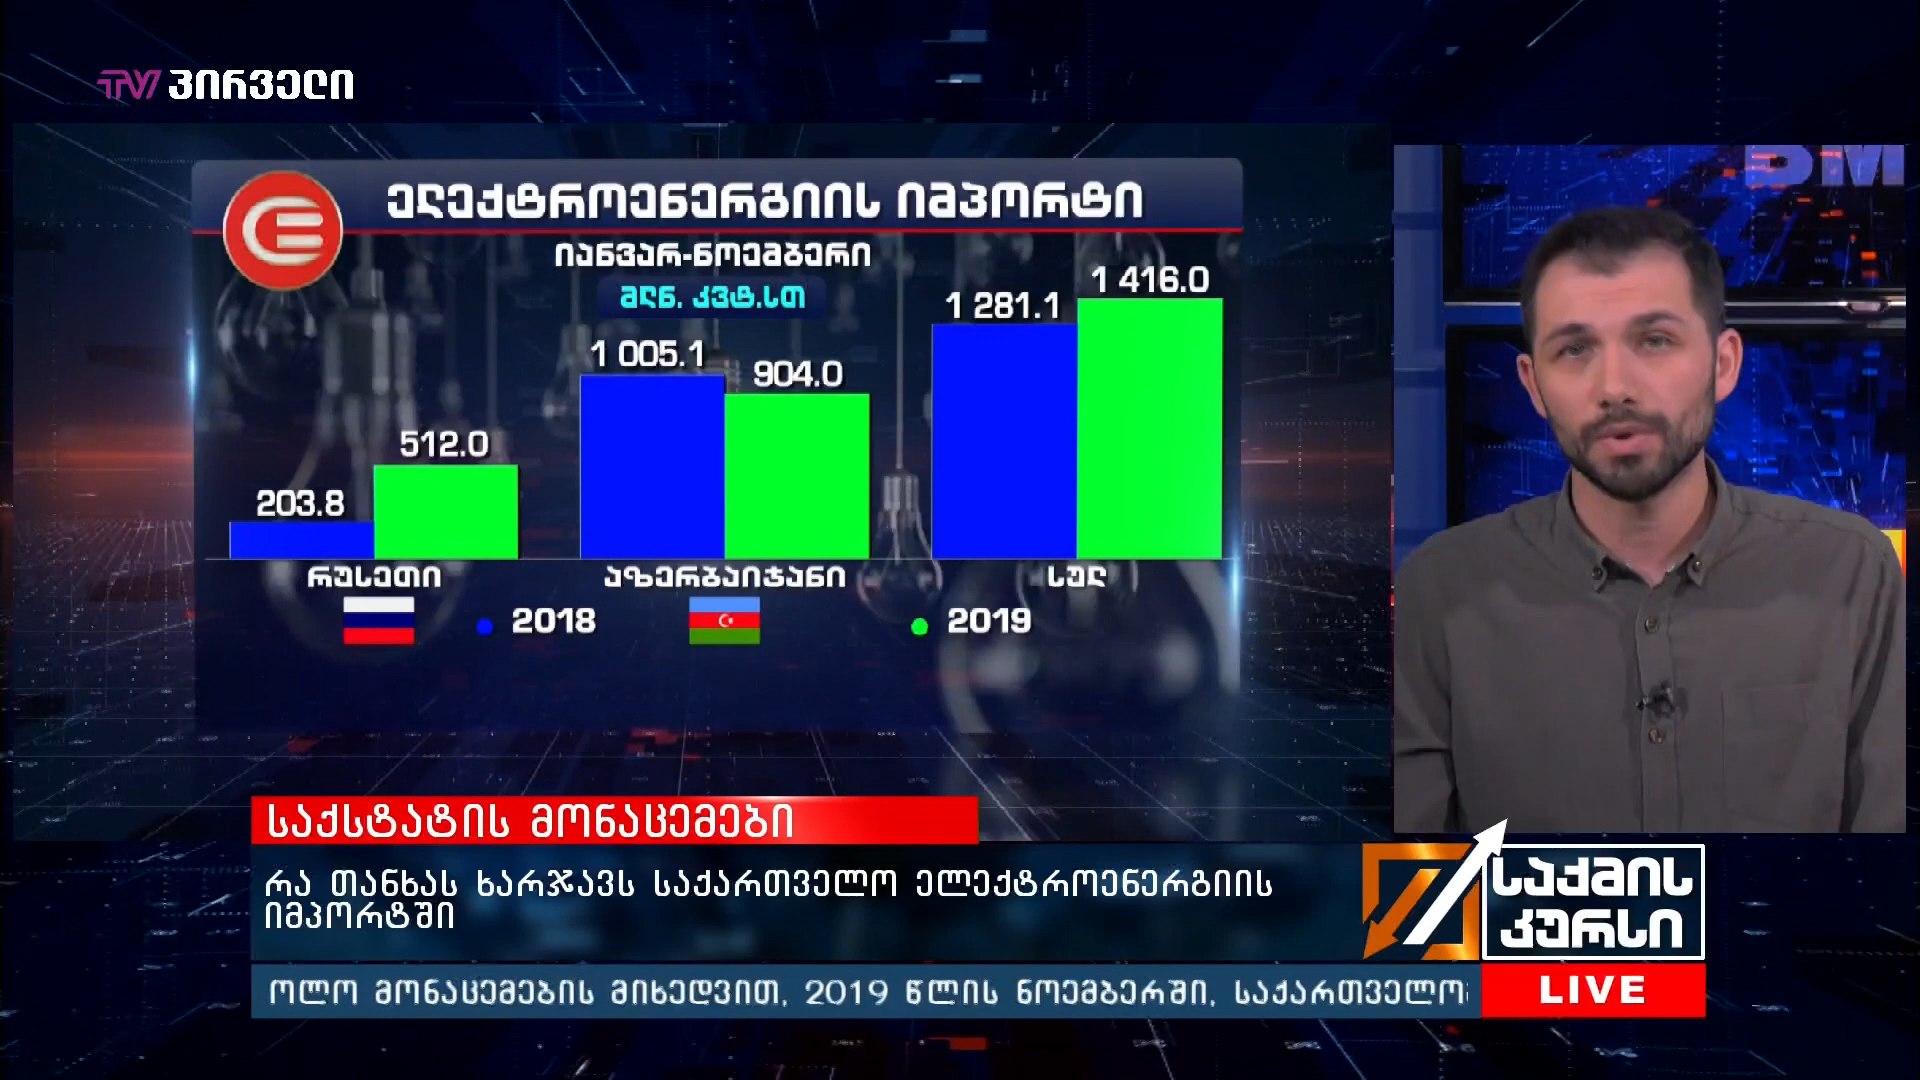 TV ᲞᲘᲠᲕᲔᲚᲘ
ᲔᲚᲔᲥᲢᲠᲝᲔᲜᲔᲠᲒᲘᲘᲡ ᲘᲛᲞᲝᲠᲢᲘ
ᲘᲐᲜᲕᲐᲠ-ᲜᲝᲔᲛᲑᲔᲠᲘ
ᲛᲚᲜ. ᲙᲕᲢ.ᲡᲗ
203.8
512.0
1 005.1
904.0
1 281.1
1 416.0
ᲠᲣᲡᲔᲗᲘ
ᲐᲖᲔᲠᲑᲐᲘᲯᲐᲜᲘ
ᲡᲣᲚ
2018
2019
ᲡᲐᲥᲡᲢᲐᲢᲘᲡ ᲛᲝᲜᲐᲪᲔᲛᲔᲑᲘ
ᲠᲐ ᲗᲐᲜᲮᲐᲡ ᲮᲐᲠᲯᲐᲕᲡ ᲡᲐᲥᲐᲠᲗᲕᲔᲚᲝ ᲔᲚᲔᲥᲢᲠᲝᲔᲜᲔᲠᲒᲘᲘᲡ
ᲘᲛᲞᲝᲠᲢᲨᲘ
ᲡᲐᲥᲛᲘᲡ
ᲙᲣᲠᲡᲘ
ᲝᲚᲝ ᲛᲝᲜᲐᲪᲔᲛᲔᲑᲘᲡ ᲛᲘᲮᲔᲓᲕᲘᲗ, 2019 ᲬᲚᲘᲡ ᲜᲝᲔᲛᲑᲔᲠᲨᲘ, ᲡᲐᲥᲐᲠᲗᲕᲔᲚᲝ
LIVE